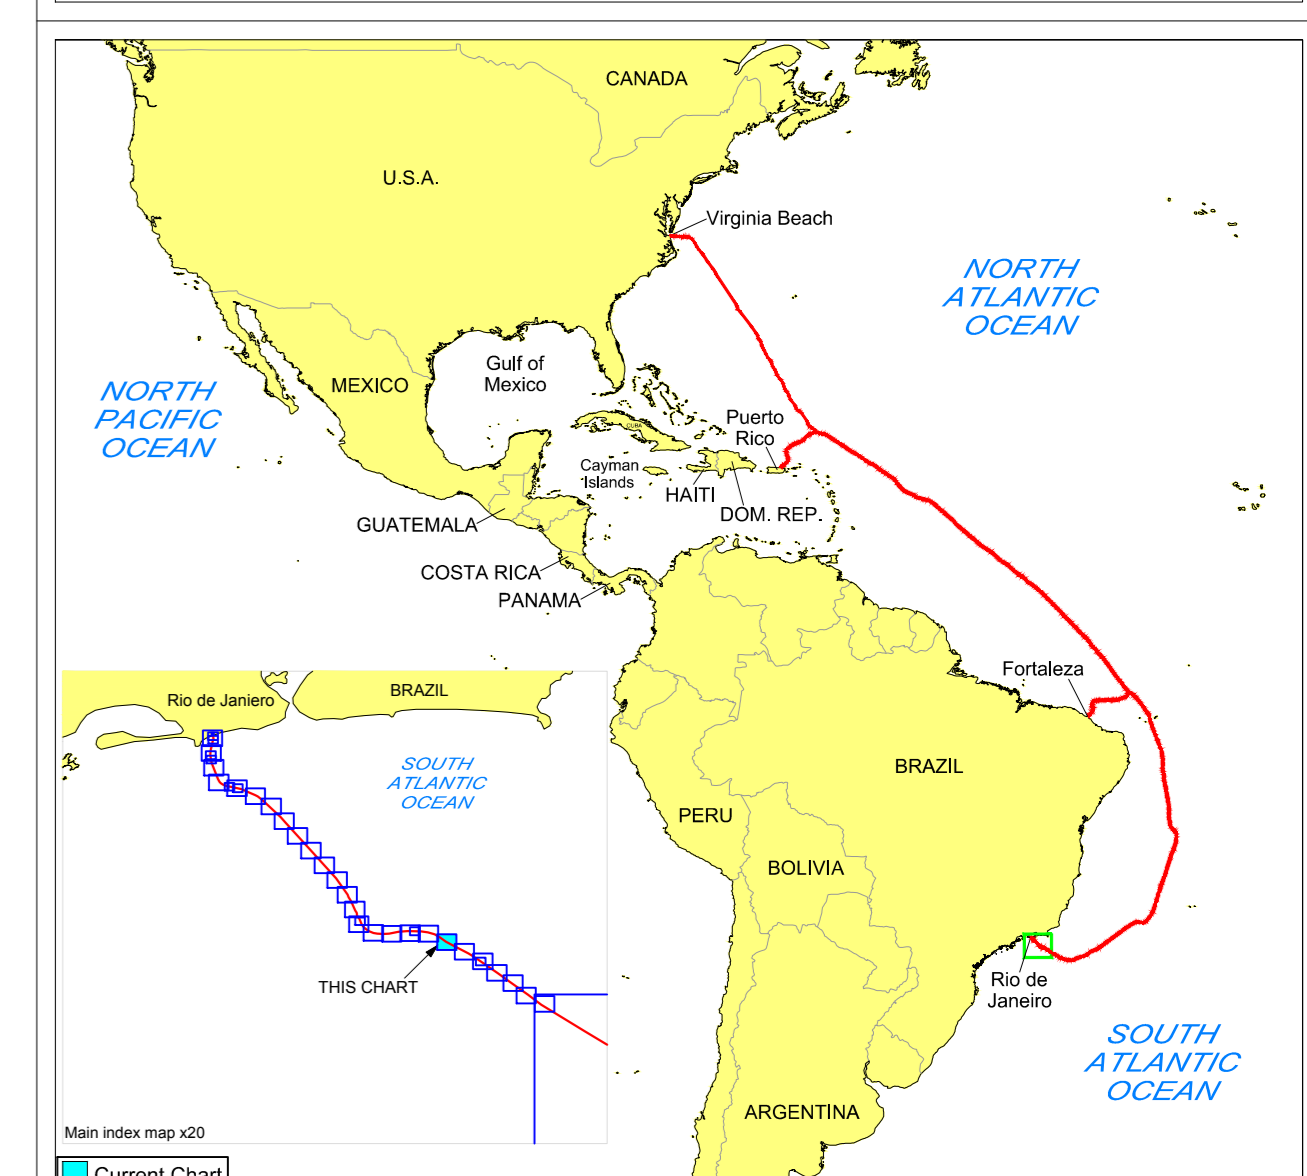 CANADA
U.S.A.
Virginia Beach
NORTH
ATLANTIC
OCEAN
NORTH
PACIFIC
OCEAN
MEXICO
Gulf of
Mexico
CUBA
Puerto
Rico
Cayman
Islands
HAITI
DOM. REP.
GUATEMALA
COSTA RICA
PANAMA
Fortaleza
BRAZIL
PERU
BOLIVIA
Rio de
Janeiro
SOUTH
ATLANTIC
OCEAN
ARGENTINA
Rio de Janiero
BRAZIL
SOUTH
ATLANTIC
OCEAN
THIS CHART
Main index map x20
Current Chart